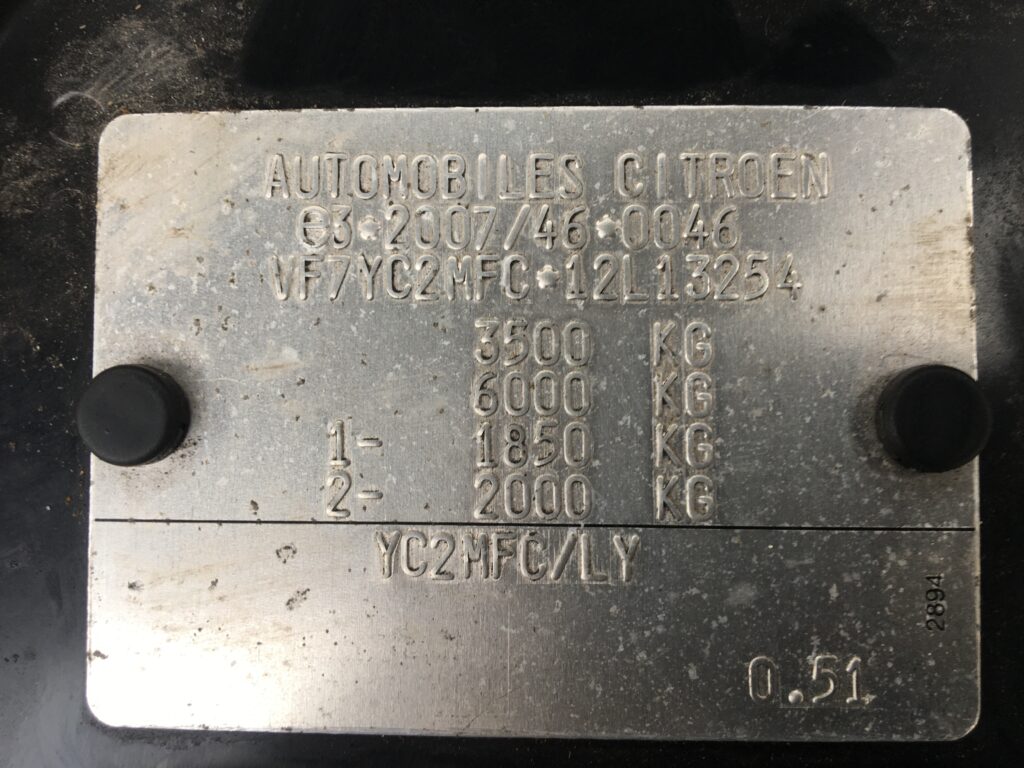 AUTOMOBILES CITROEN
e3*2007/46*0046
VF7YC2MFC*12L13254
3500 KG
6000 KG
1- 1850 KG
2- 2000 KG
YC2MFC/LY
2894
0.51